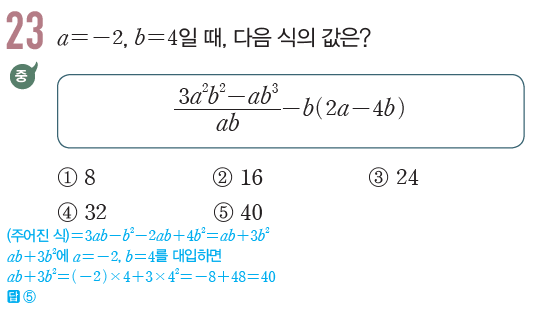 23 a=-2, b=4일 때, 다음 식의 값은?
중
(3a²b²-ab³)/ab -b(2a-4b)
① 8 ② 16 ③ 24
④ 32 ⑤ 40
(주어진 식)=3ab-b²-2ab+4b²=ab+3b²
ab+3b²에 a=-2, b=4를 대입하면
ab+3b²=(-2)×4+3×4²=-8+48=40
답 ⑤